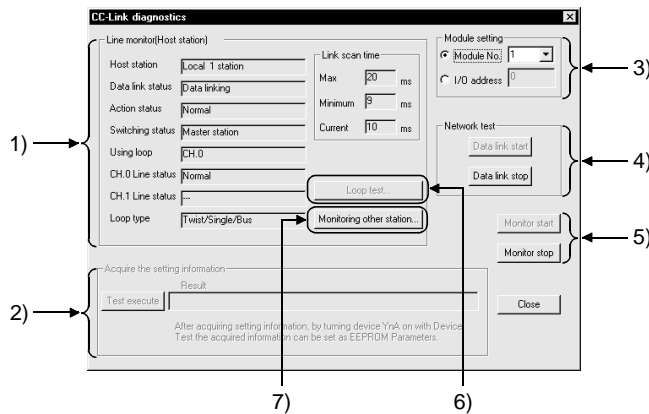 CC-Link diagnostics
Line monitor(Host station)
Host station Local 1 station
Data link status Data linking
Action status Normal
Switching status Master station
Using loop CH.0
CH.0 Line status Normal
CH.1 Line status ---
Loop type Twist/Single/Bus
Link scan time
Max 20 ms
Minimum 9 ms
Current 10 ms
Loop test...
Monitoring other station...
Module setting
Module No. 1
I/O address 0
Network test
Data link start
Data link stop
Monitor start
Monitor stop
Close
Acquire the setting information
Result
Test execute
After acquiring setting information, by turning device YnA on with Device
Test the acquired information can be set as EEPROM Parameters.
1)
2)
3)
4)
5)
6)
7)